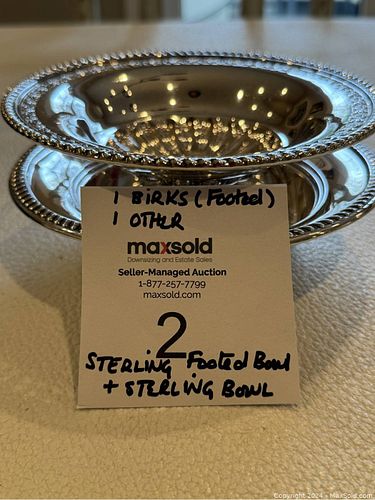 1 BIRKS (Footed)
1 OTHER
maxsold
Downsizing and Estate Sales
Seller-Managed Auction
1-877-257-7799
maxsold.com
2
STERLING Footed Bowl
+ STERLING BOWL
Copyright 2024 - MaxSold.com